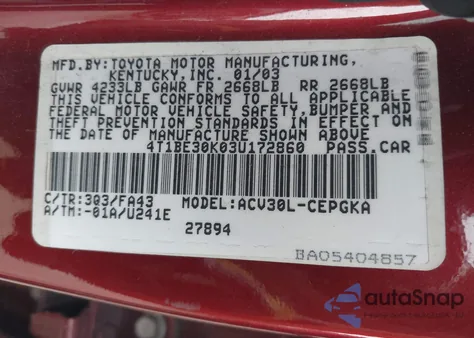 MFD.BY:TOYOTA MOTOR MANUFACTURING,
KENTUCKY,INC. 01/03
GVWR 4233LB GAWR FR 2668LB RR 2668LB
THIS VEHICLE CONFORMS TO ALL APPLICABLE
FEDERAL MOTOR VEHICLE SAFETY, BUMPER AND
THEFT PREVENTION STANDARDS IN EFFECT ON
THE DATE OF MANUFACTURE SHOWN ABOVE
4T1BE30K03U172860 PASS.CAR
C/TR:3Q3/FA43 MODEL:ACV30L-CEPGKA
A/TM:-01A/U241E
27894
BA05404857
autoSnap